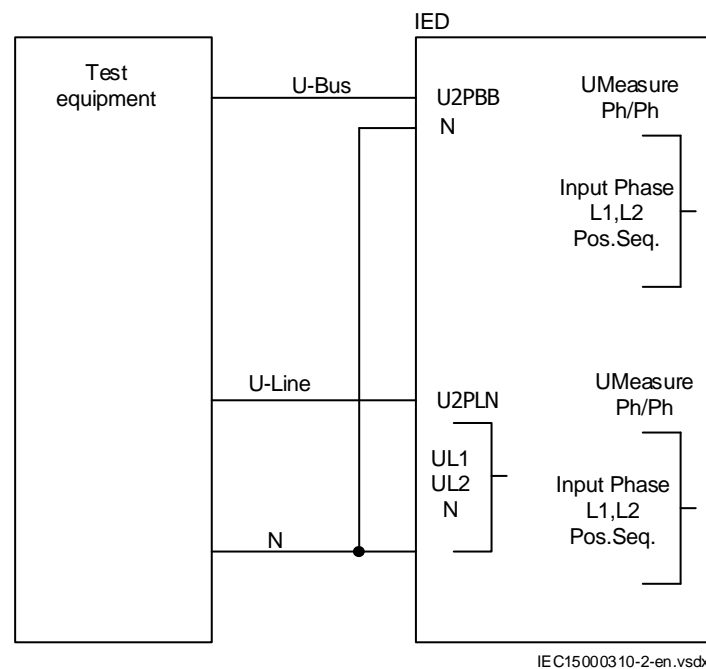 IED
Test
equipment
U-Bus
U2PBB
N
UMeasure
Ph/Ph
Input Phase
L1,L2
Pos.Seq.
U-Line
U2PLN
UMeasure
Ph/Ph
UL1
UL2
N
Input Phase
L1,L2
Pos.Seq.
N
IEC15000310-2-en.vsdx